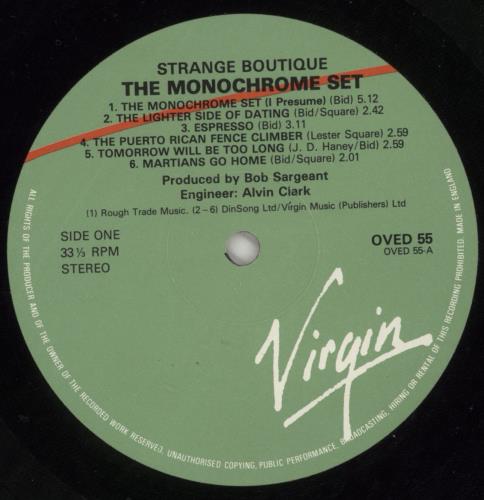 STRANGE BOUTIQUE
THE MONOCHROME SET
1. THE MONOCHROME SET (I Presume) (Bid) 5.12
2. THE LIGHTER SIDE OF DATING (Bid/Square) 2.42
3. ESPRESSO (Bid) 3.11
4. THE PUERTO RICAN FENCE CLIMBER (Lester Square) 2.59
5. TOMORROW WILL BE TOO LONG (J. D. Haney/Bid) 2.59
6. MARTIANS GO HOME (Bid/Square) 2.01
Produced by Bob Sargeant
Engineer: Alvin Clark
(1) Rough Trade Music. (2–6) DinSong Ltd/Virgin Music (Publishers) Ltd
SIDE ONE
33⅓ RPM
STEREO
OVED 55
OVED 55-A
Virgin
ALL RIGHTS OF THE PRODUCER AND OF THE OWNER OF THE RECORDED WORK RESERVED. UNAUTHORISED COPYING, PUBLIC PERFORMANCE, BROADCASTING, HIRING OR RENTAL OF THIS RECORDING PROHIBITED. MADE IN ENGLAND.